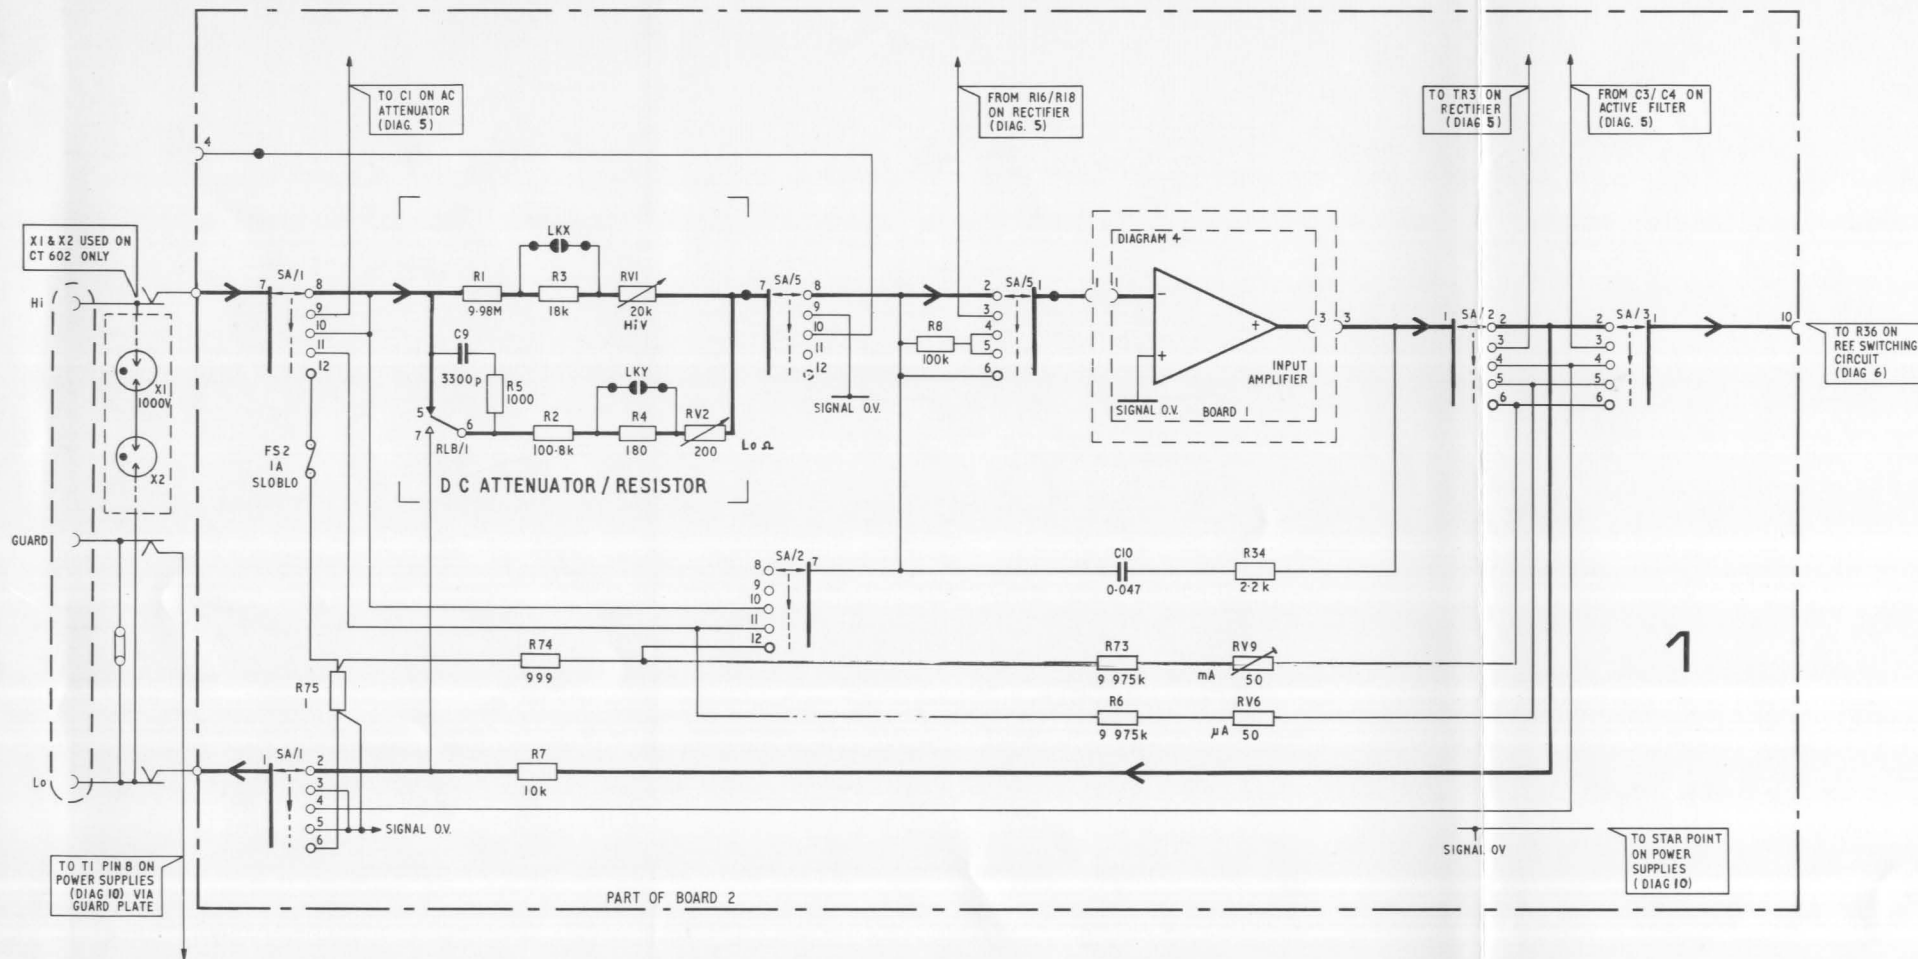 TO C1 ON AC
ATTENUATOR
(DIAG. 5)
FROM R16/R18
ON RECTIFIER
(DIAG. 5)
TO TR3 ON
RECTIFIER
(DIAG 5)
FROM C3/C4 ON
ACTIVE FILTER
(DIAG. 5)
4
X1 & X2 USED ON
CT 602 ONLY
Hi
7
SA/1
8
9
10
11
12
LKX
R1
9·98M
R3
18k
RV1
20k
HiV
C9
3300p
R5
1000
LKY
5
7
6
RLB/1
R2
100·8k
R4
180
RV2
200
Lo Ω
D C ATTENUATOR / RESISTOR
7
SA/5
8
9
10
11
12
SIGNAL O.V.
R8
100k
2
3
4
5
6
SA/5
1
DIAGRAM 4
1
−
+
+
3
3
INPUT
AMPLIFIER
SIGNAL O.V.
BOARD 1
1
SA/2
2
3
4
5
6
2
3
4
5
6
SA/3
1
10
TO R36 ON
REF. SWITCHING
CIRCUIT
(DIAG 6)
X1
1000V
X2
FS2
1A
SLOBLO
GUARD
8
9
10
11
12
SA/2
7
C10
0·047
R34
2·2k
R74
999
R73
9 975k
mA
RV9
50
R6
9 975k
μA
RV6
50
1
R75
1
Lo
1
SA/1
2
3
4
5
6
R7
10k
SIGNAL O.V.
SIGNAL OV
TO STAR POINT
ON POWER
SUPPLIES
(DIAG 10)
TO T1 PIN 8 ON
POWER SUPPLIES
(DIAG 10) VIA
GUARD PLATE
PART OF BOARD 2